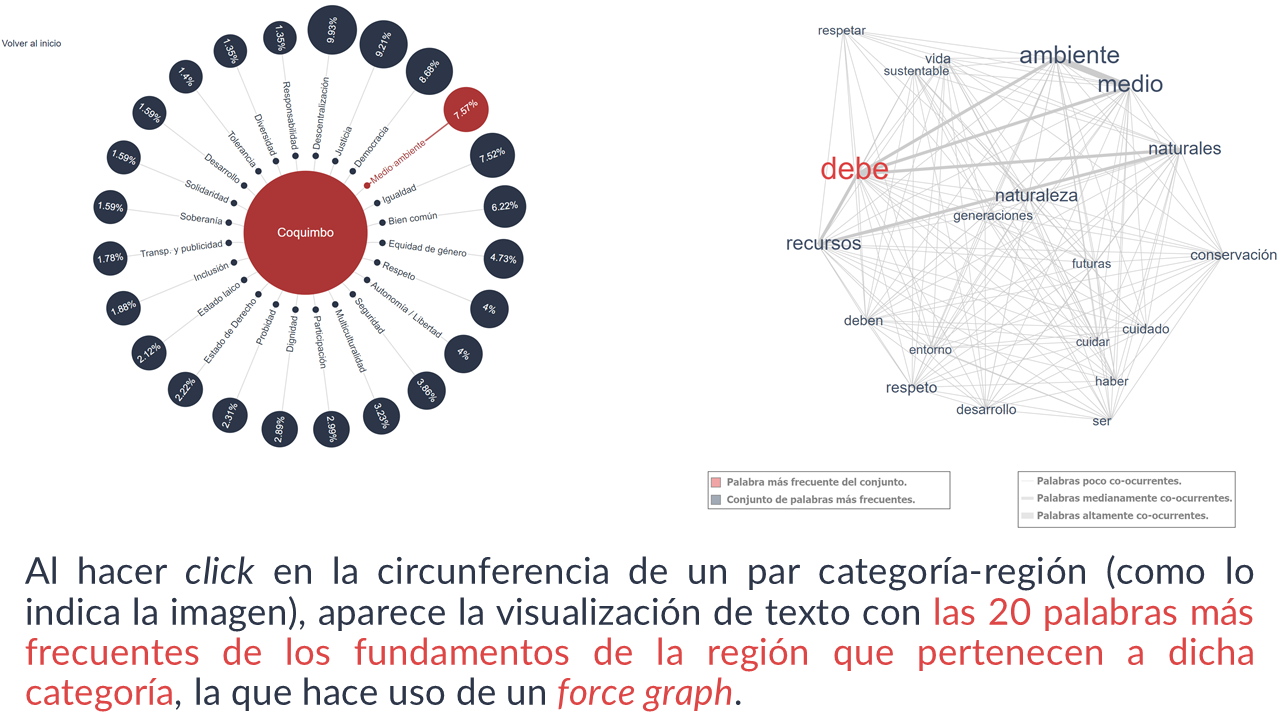 Volver al inicio
Coquimbo
Descentralización 9.93%
Justicia 9.21%
Democracia 8.68%
Medio ambiente 7.57%
Igualdad 7.52%
Bien común 6.22%
Equidad de género 4.73%
Respeto 4%
Autonomía / Libertad 4%
Seguridad 3.86%
Multiculturalidad 3.23%
Participación 2.99%
Dignidad 2.89%
Probidad 2.31%
Estado de Derecho 2.22%
Estado laico 2.12%
Inclusión 1.88%
Transp. y publicidad 1.78%
Soberanía 1.59%
Solidaridad 1.59%
Desarrollo 1.59%
Tolerancia 1.4%
Diversidad 1.35%
Responsabilidad 1.35%
respetar
vida
sustentable
ambiente
medio
naturales
debe
naturaleza
generaciones
recursos
conservación
futuras
deben
cuidado
cuidar
entorno
respeto
haber
desarrollo
ser
Palabra más frecuente del conjunto.
Conjunto de palabras más frecuentes.
Palabras poco co-ocurrentes.
Palabras medianamente co-ocurrentes.
Palabras altamente co-ocurrentes.
Al hacer click en la circunferencia de un par categoría-región (como lo
indica la imagen), aparece la visualización de texto con las 20 palabras más
frecuentes de los fundamentos de la región que pertenecen a dicha
categoría, la que hace uso de un force graph.